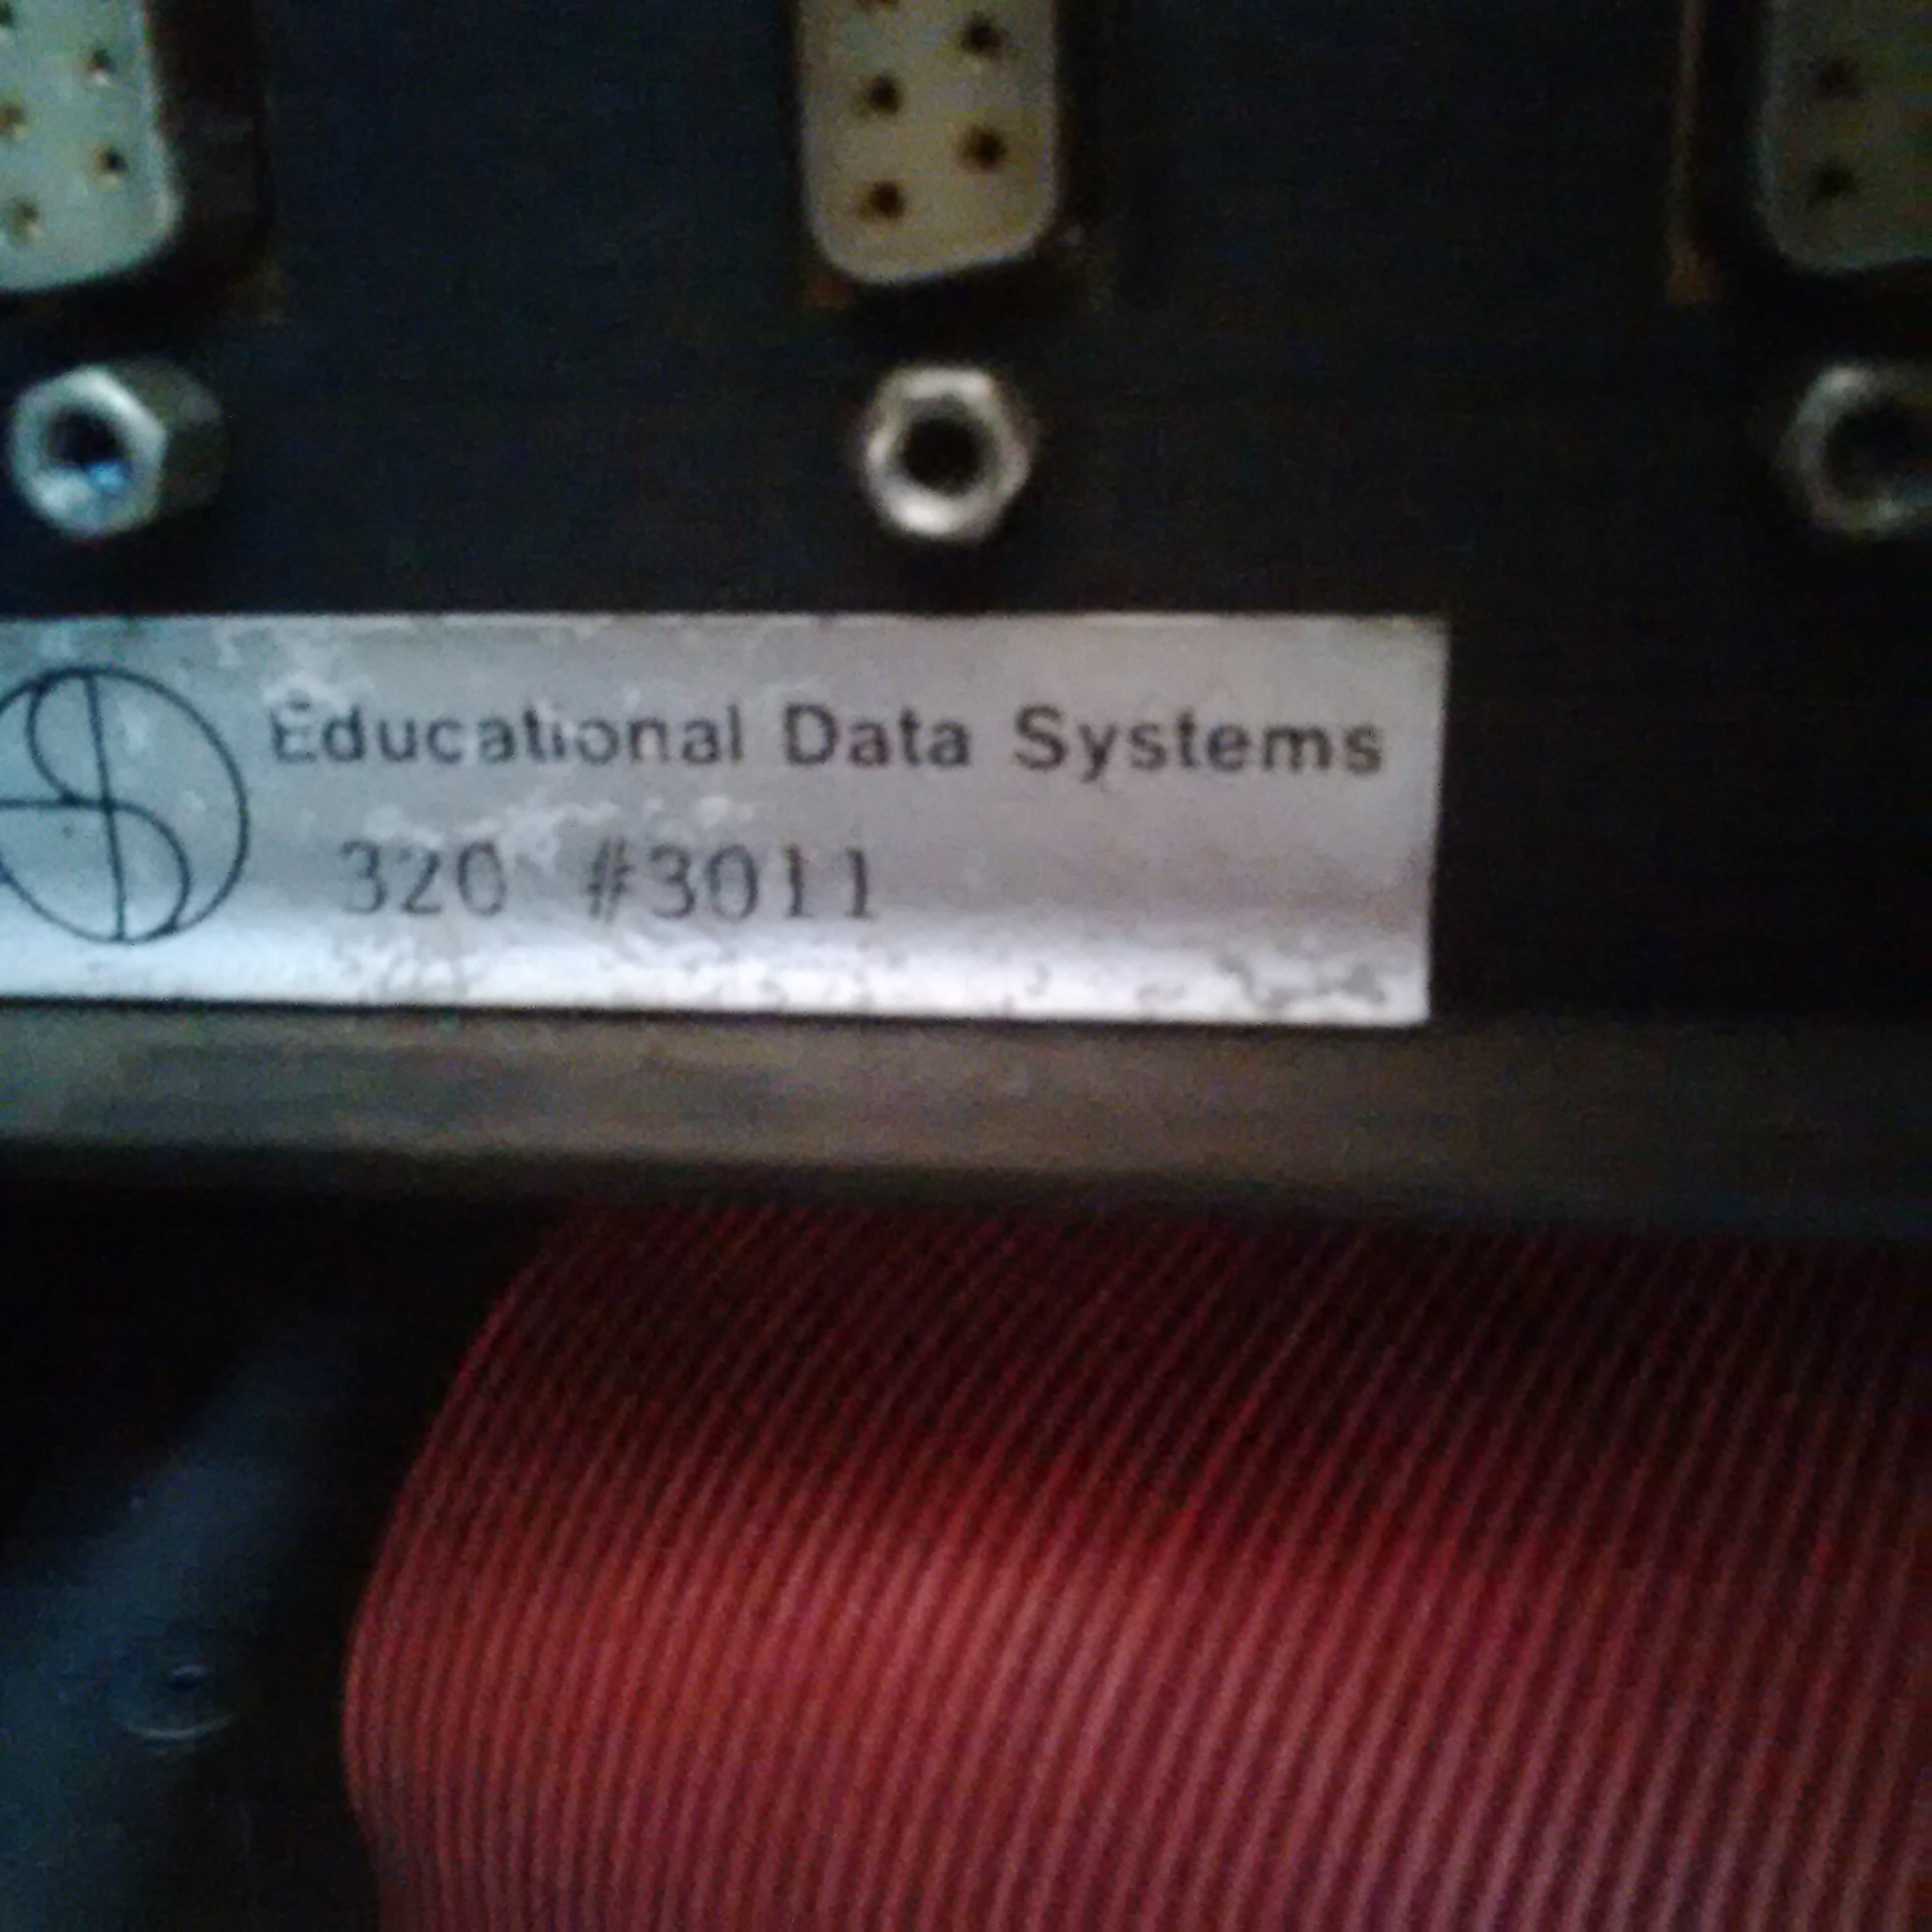 Educational Data Systems
320 #3011